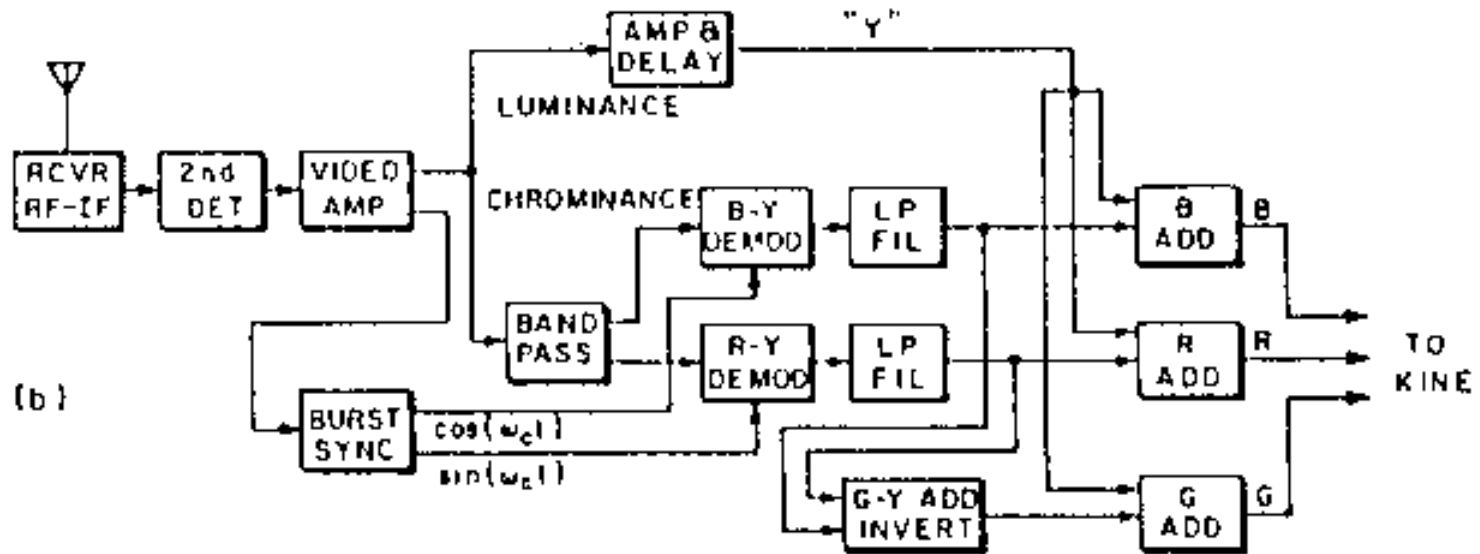 "Y"
AMP &
DELAY
LUMINANCE
RCVR
RF-IF
2nd
DET
VIDEO
AMP
CHROMINANCE
B-Y
DEMOD
LP
FIL
B
ADD
B
BAND
PASS
R-Y
DEMOD
LP
FIL
R
ADD
R
TO
KINE
(b)
BURST
SYNC
cos(ωct)
sin(ωct)
G-Y ADD
INVERT
G
ADD
G